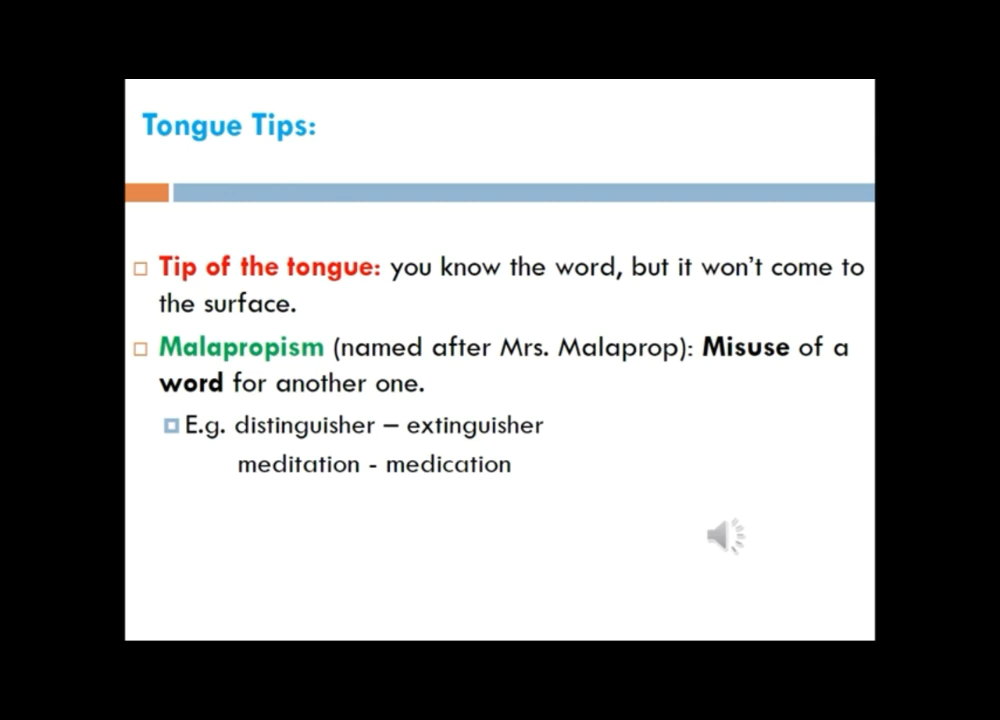 Tongue Tips:
Tip of the tongue: you know the word, but it won't come to
the surface.
Malapropism (named after Mrs. Malaprop): Misuse of a
word for another one.
E.g. distinguisher – extinguisher
meditation - medication